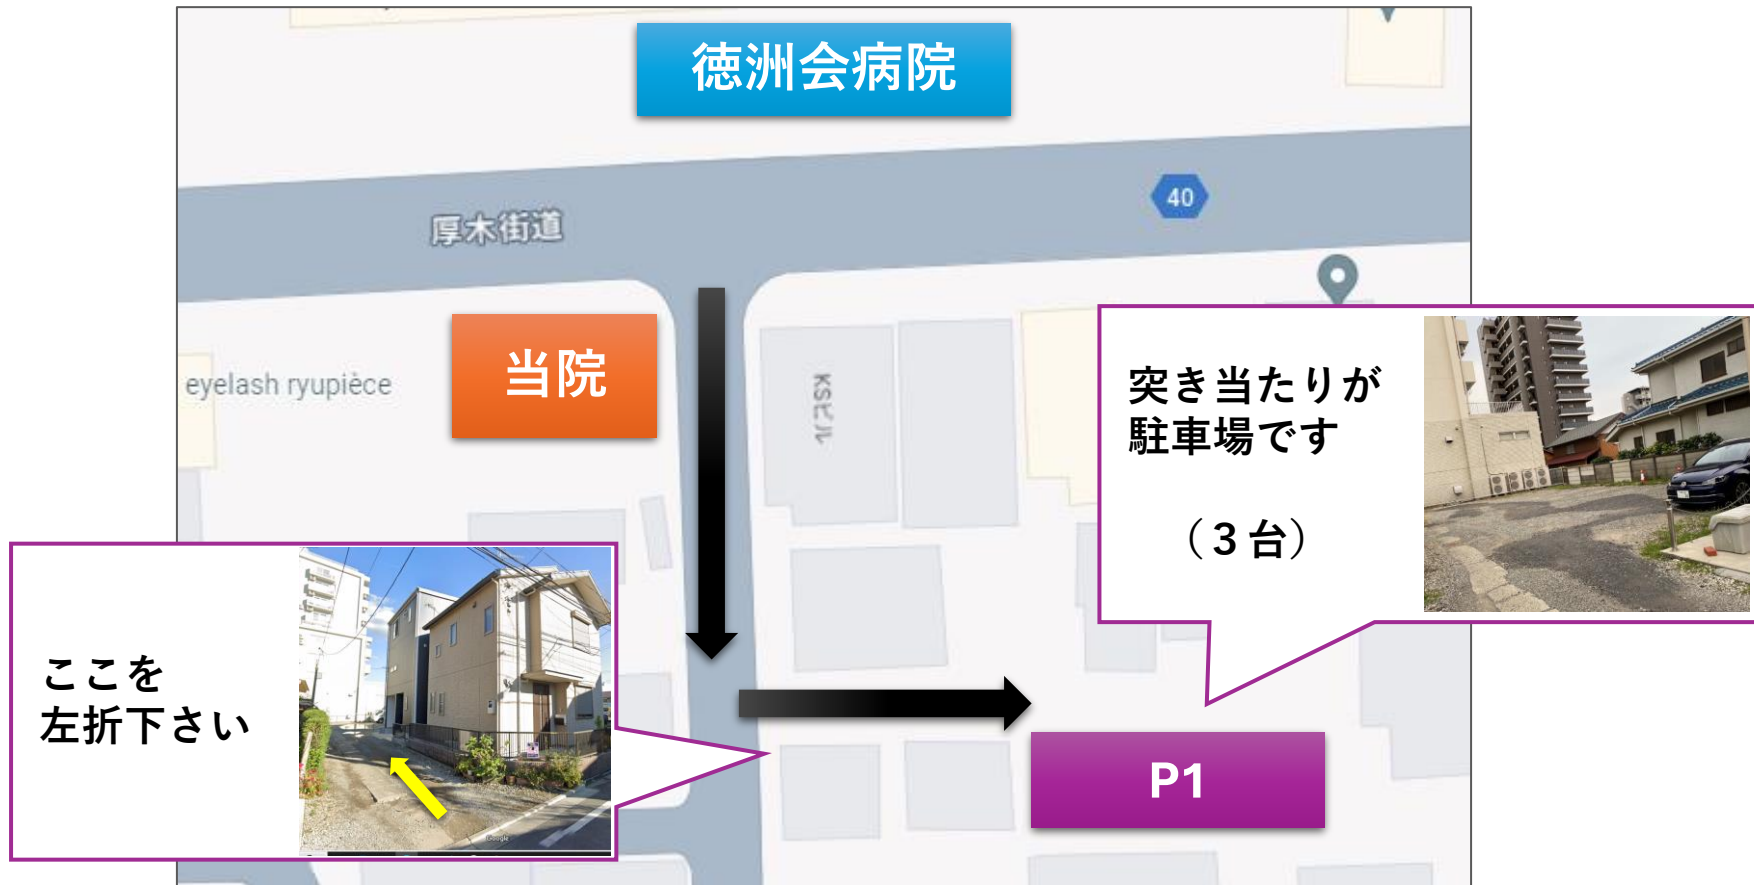 徳洲会病院
40
厚木街道
当院
eyelash ryupièce
KSビル
突き当たりが
駐車場です
（３台）
ここを
左折下さい
P1
Google